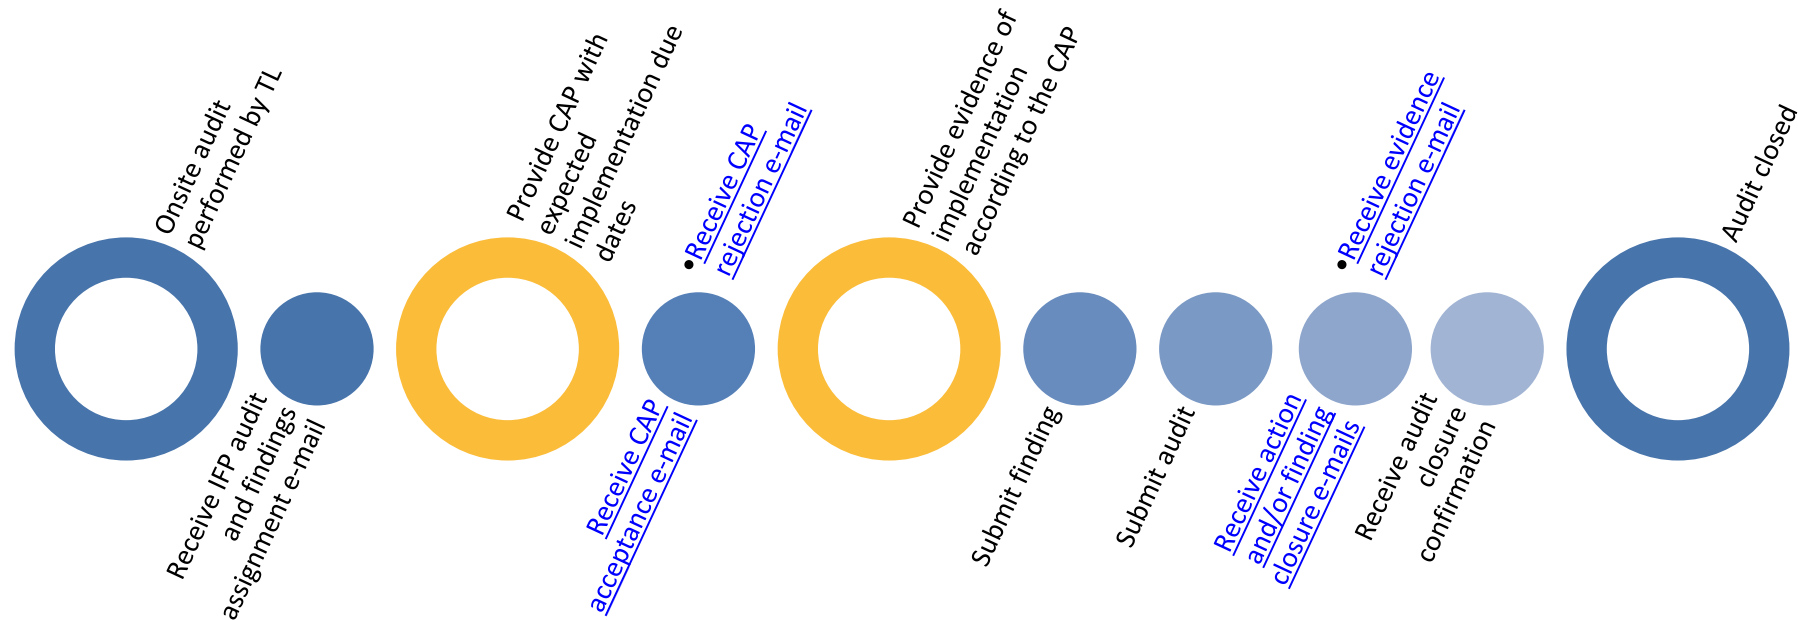 Onsite audit
performed by TL
Receive IFP audit
and findings
assignment e-mail
Provide CAP with
expected
implementation due
dates
•Receive CAP
rejection e-mail
Receive CAP
acceptance e-mail
Provide evidence of
implementation
according to the CAP
Submit finding
Submit audit
•Receive evidence
rejection e-mail
Receive action
and/or finding
closure e-mails
Receive audit
closure
confirmation
Audit closed